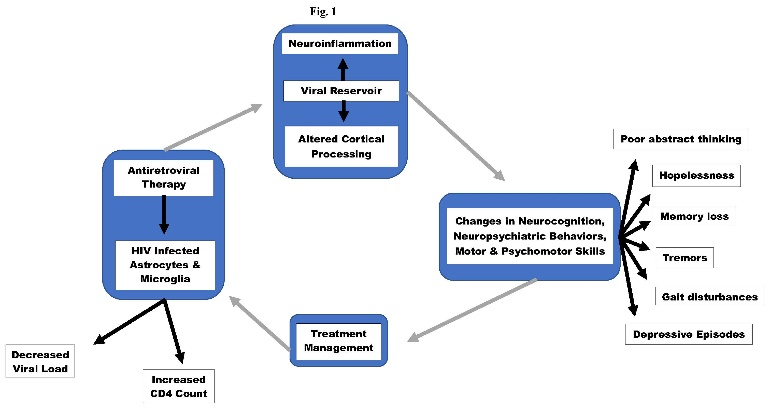 Fig. 1
Neuroinflammation
Viral Reservoir
Altered Cortical
Processing
Antiretroviral
Therapy
HIV Infected
Astrocytes &
Microglia
Decreased
Viral Load
Increased
CD4 Count
Changes in Neurocognition,
Neuropsychiatric Behaviors,
Motor & Psychomotor Skills
Poor abstract thinking
Hopelessness
Memory loss
Tremors
Gait disturbances
Depressive Episodes
Treatment
Management